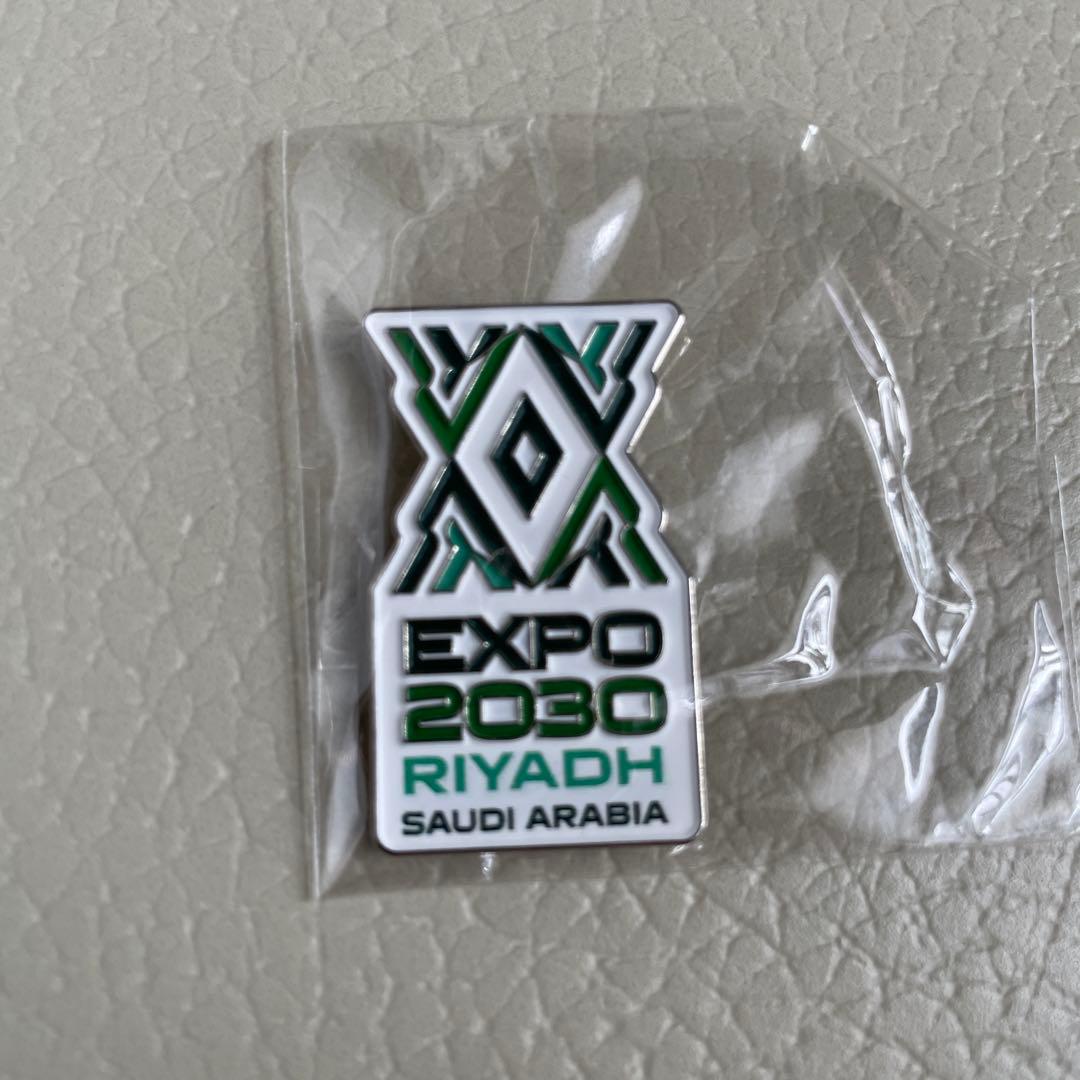 EXPO
2030
RIYADH
SAUDI ARABIA